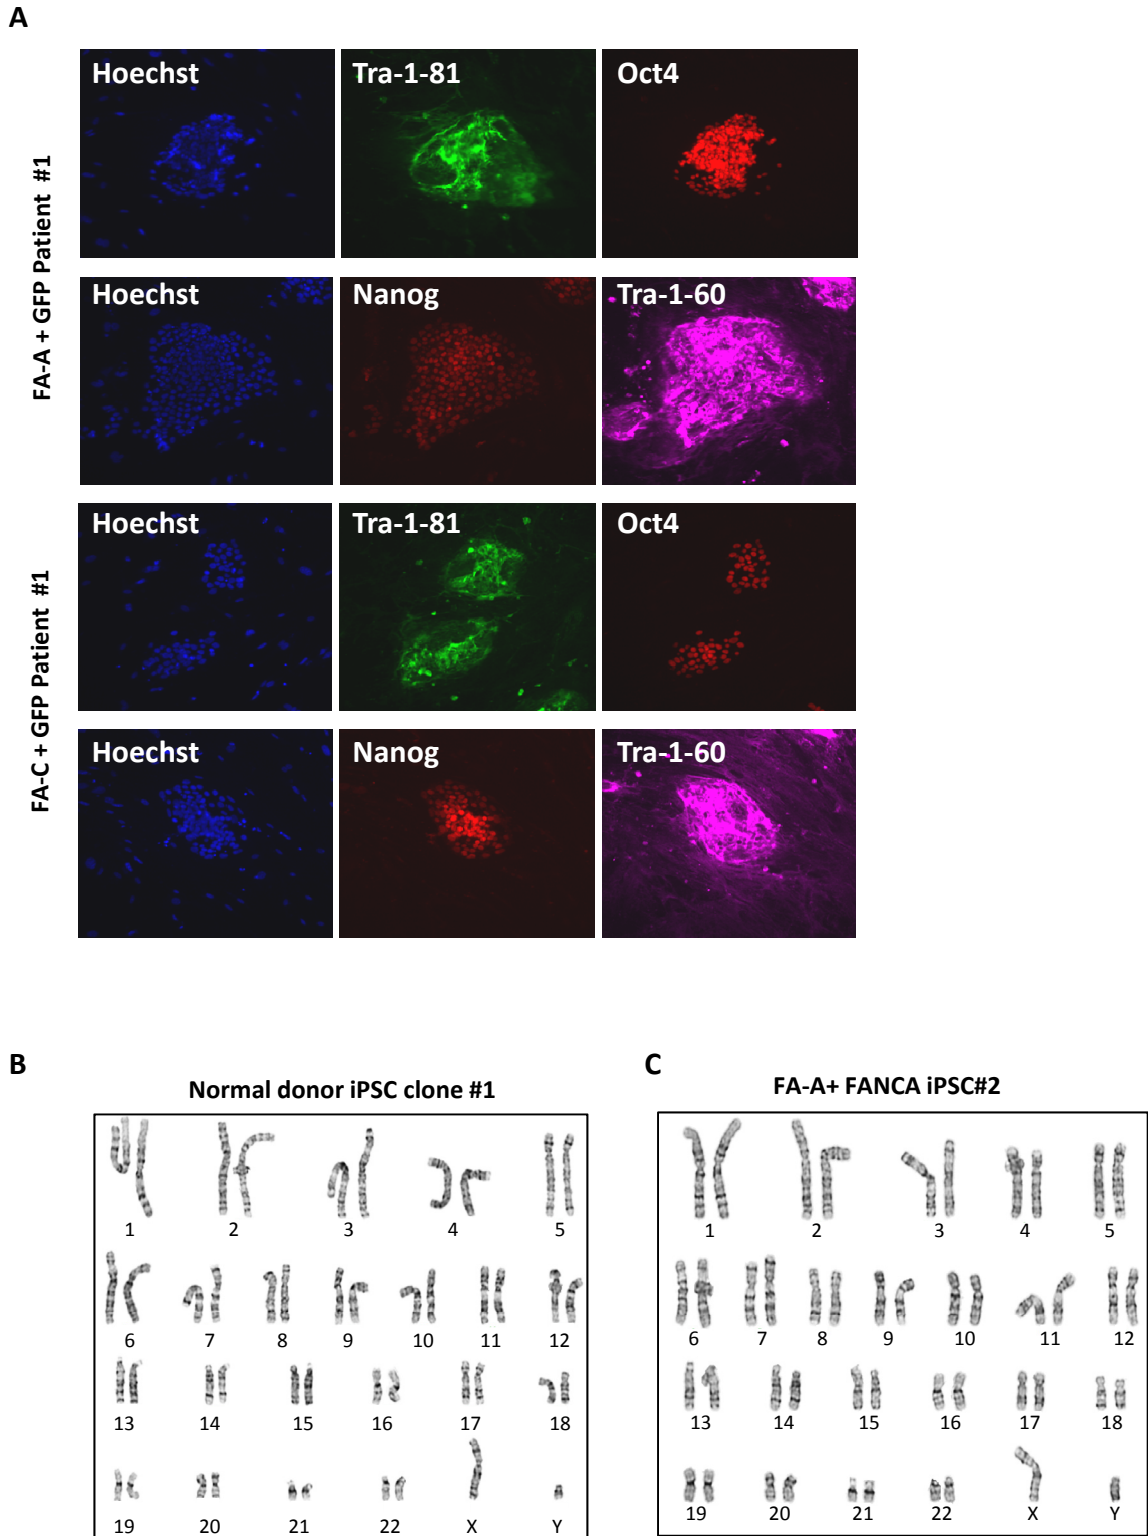 A
Hoechst Tra-1-81 Oct4
FA-A + GFP Patient #1
Hoechst Nanog Tra-1-60
Hoechst Tra-1-81 Oct4
FA-C + GFP Patient #1
Hoechst Nanog Tra-1-60
B
Normal donor iPSC clone #1
1 2 3 4 5
6 7 8 9 10 11 12
13 14 15 16 17 18
19 20 21 22 X Y
C
FA-A+ FANCA iPSC#2
1 2 3 4 5
6 7 8 9 10 11 12
13 14 15 16 17 18
19 20 21 22 X Y